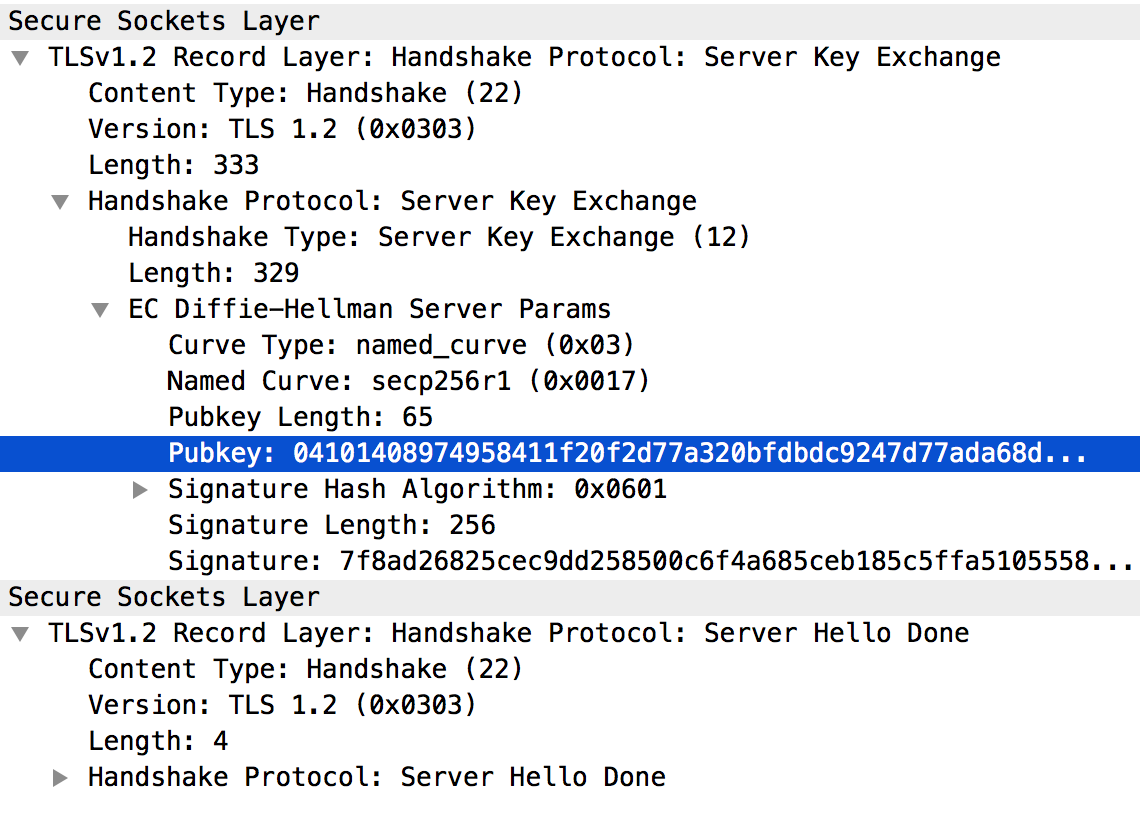 Secure Sockets Layer
TLSv1.2 Record Layer: Handshake Protocol: Server Key Exchange
Content Type: Handshake (22)
Version: TLS 1.2 (0x0303)
Length: 333
Handshake Protocol: Server Key Exchange
Handshake Type: Server Key Exchange (12)
Length: 329
EC Diffie-Hellman Server Params
Curve Type: named_curve (0x03)
Named Curve: secp256r1 (0x0017)
Pubkey Length: 65
Pubkey: 04101408974958411f20f2d77a320bfdbdc9247d77ada68d...
Signature Hash Algorithm: 0x0601
Signature Length: 256
Signature: 7f8ad26825cec9dd258500c6f4a685ceb185c5ffa5105558...
Secure Sockets Layer
TLSv1.2 Record Layer: Handshake Protocol: Server Hello Done
Content Type: Handshake (22)
Version: TLS 1.2 (0x0303)
Length: 4
Handshake Protocol: Server Hello Done